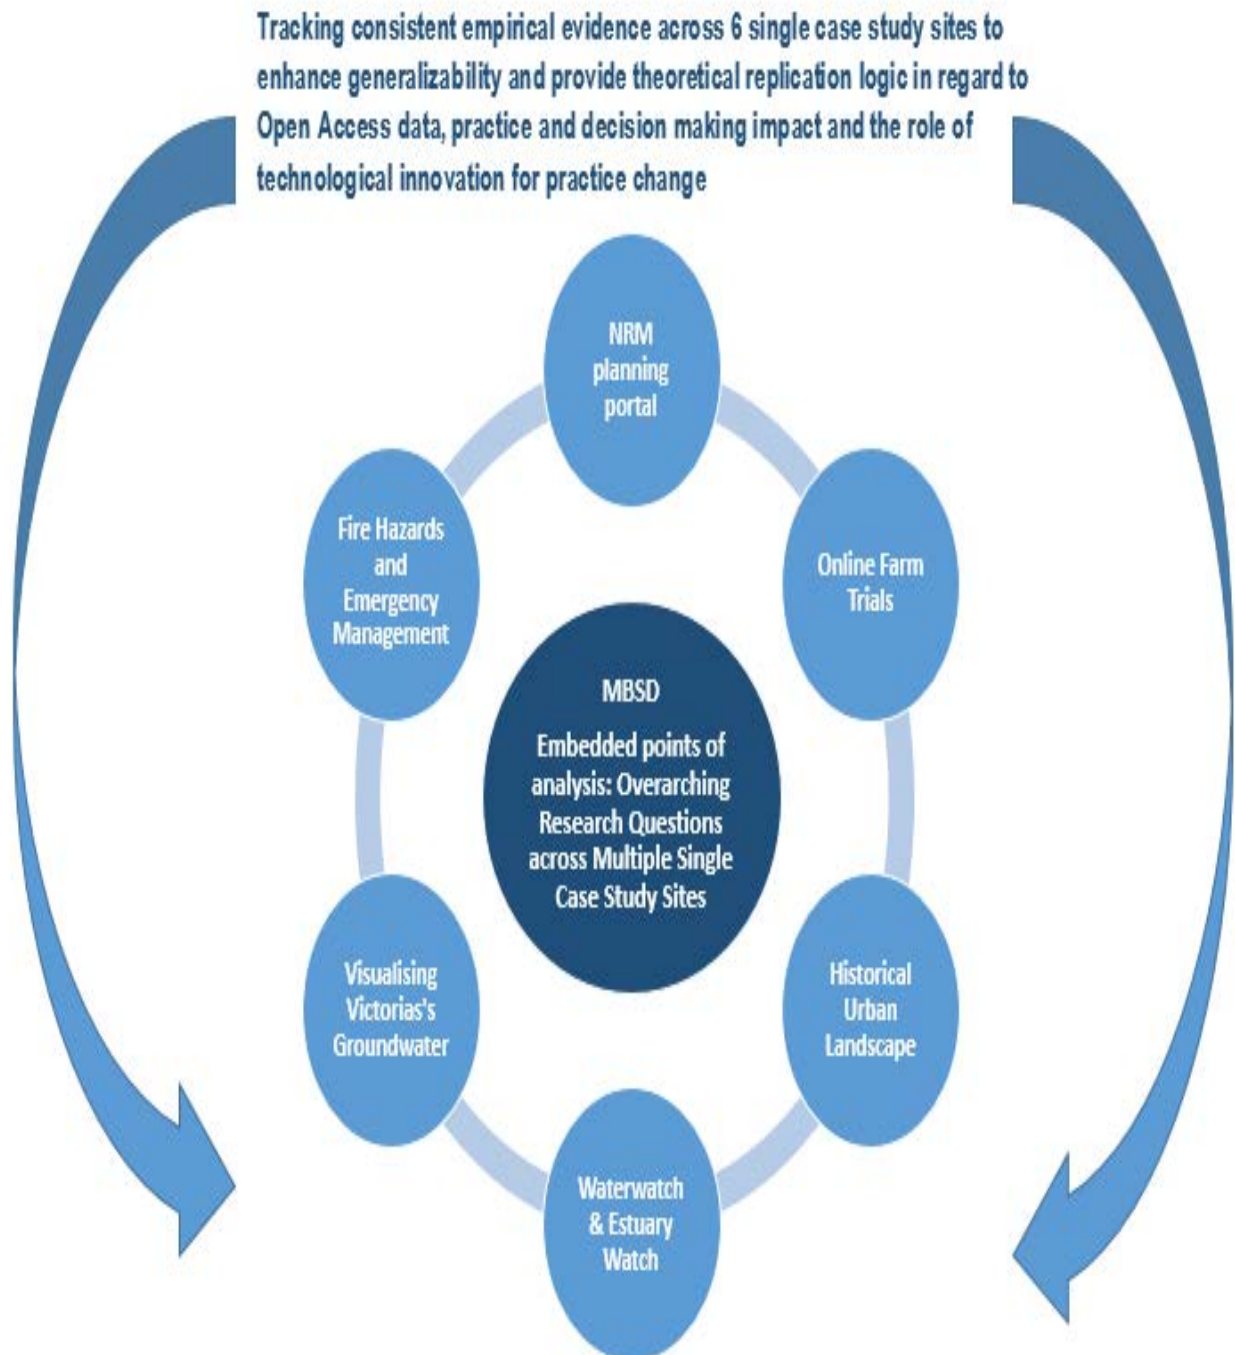 Tracking consistent empirical evidence across 6 single case study sites to
enhance generalizability and provide theoretical replication logic in regard to
Open Access data, practice and decision making impact and the role of
technological innovation for practice change
NRM
planning
portal
Online Farm
Trials
Historical
Urban
Landscape
Waterwatch
& Estuary
Watch
Visualising
Victorias's
Groundwater
Fire Hazards
and
Emergency
Management
MBSD
Embedded points of
analysis: Overarching
Research Questions
across Multiple Single
Case Study Sites